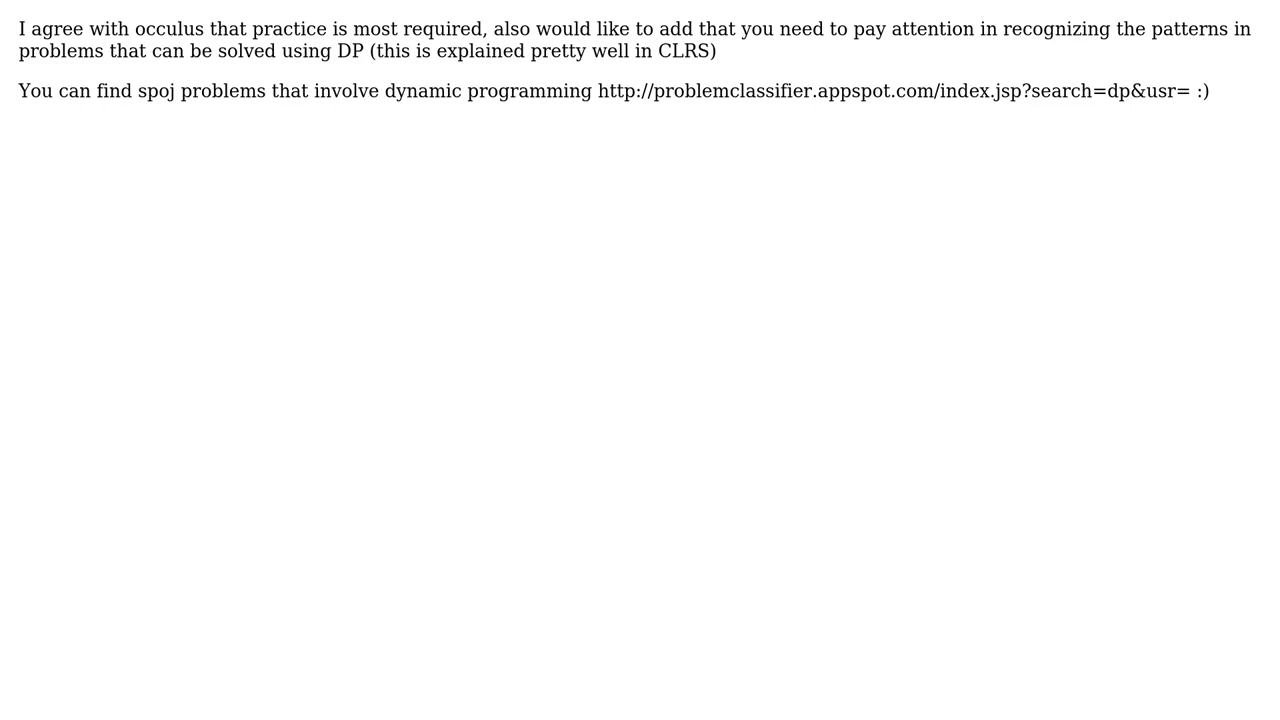 I agree with occulus that practice is most required, also would like to add that you need to pay attention in recognizing the patterns in
problems that can be solved using DP (this is explained pretty well in CLRS)
You can find spoj problems that involve dynamic programming http://problemclassifier.appspot.com/index.jsp?search=dp&usr= :)